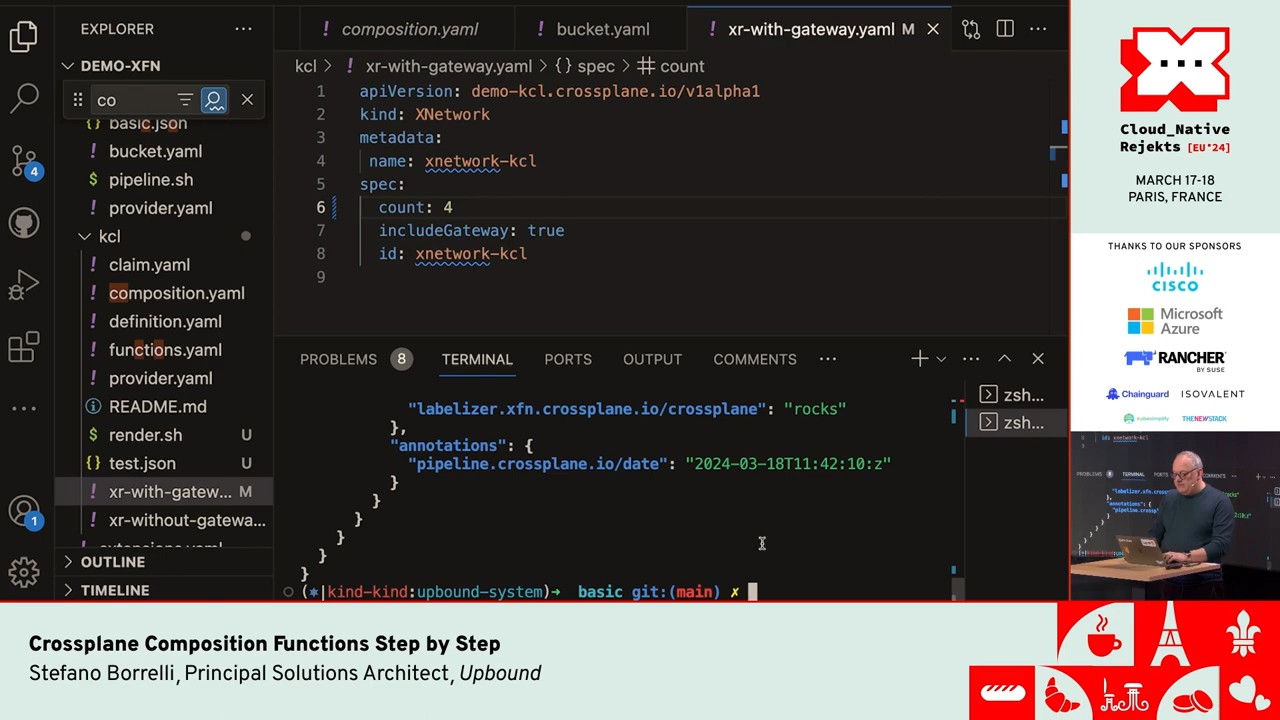 EXPLORER
composition.yaml
bucket.yaml
xr-with-gateway.yaml M
DEMO-XFN
kcl > xr-with-gateway.yaml > {} spec > # count
co
basic.json
bucket.yaml
pipeline.sh
provider.yaml
kcl
claim.yaml
composition.yaml
definition.yaml
functions.yaml
provider.yaml
README.md
render.sh U
test.json U
xr-with-gatew... M
xr-without-gatewa...
extensions.yaml
OUTLINE
TIMELINE
4
1
1 apiVersion: demo-kcl.crossplane.io/v1alpha1
2 kind: XNetwork
3 metadata:
4 name: xnetwork-kcl
5 spec:
6 count: 4
7 includeGateway: true
8 id: xnetwork-kcl
9
PROBLEMS 8 TERMINAL PORTS OUTPUT COMMENTS
"labelizer.xfn.crossplane.io/crossplane": "rocks"
},
"annotations": {
"pipeline.crossplane.io/date": "2024-03-18T11:42:10:z"
}
}
}
}
}
}
(*|kind-kind:upbound-system)→ basic git:(main) ✗
zsh...
zsh...
Cloud_Native
Rejekts [EU'24]
MARCH 17-18
PARIS, FRANCE
THANKS TO OUR SPONSORS
CISCO
Microsoft
Azure
RANCHER
BY SUSE
Chainguard
ISOVALENT
kubesimplify
THENEWSTACK
Crossplane Composition Functions Step by Step
Stefano Borrelli, Principal Solutions Architect, Upbound